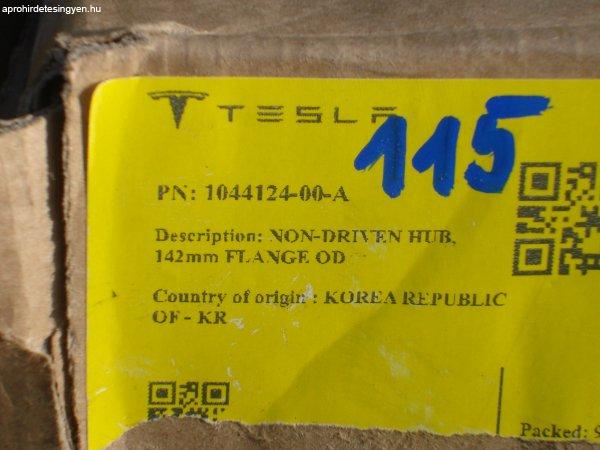 aprohirdetesingyen.hu
TESLA
115
PN: 1044124-00-A
Description: NON-DRIVEN HUB,
142mm FLANGE OD
Country of origin : KOREA REPUBLIC
OF - KR
Packed: